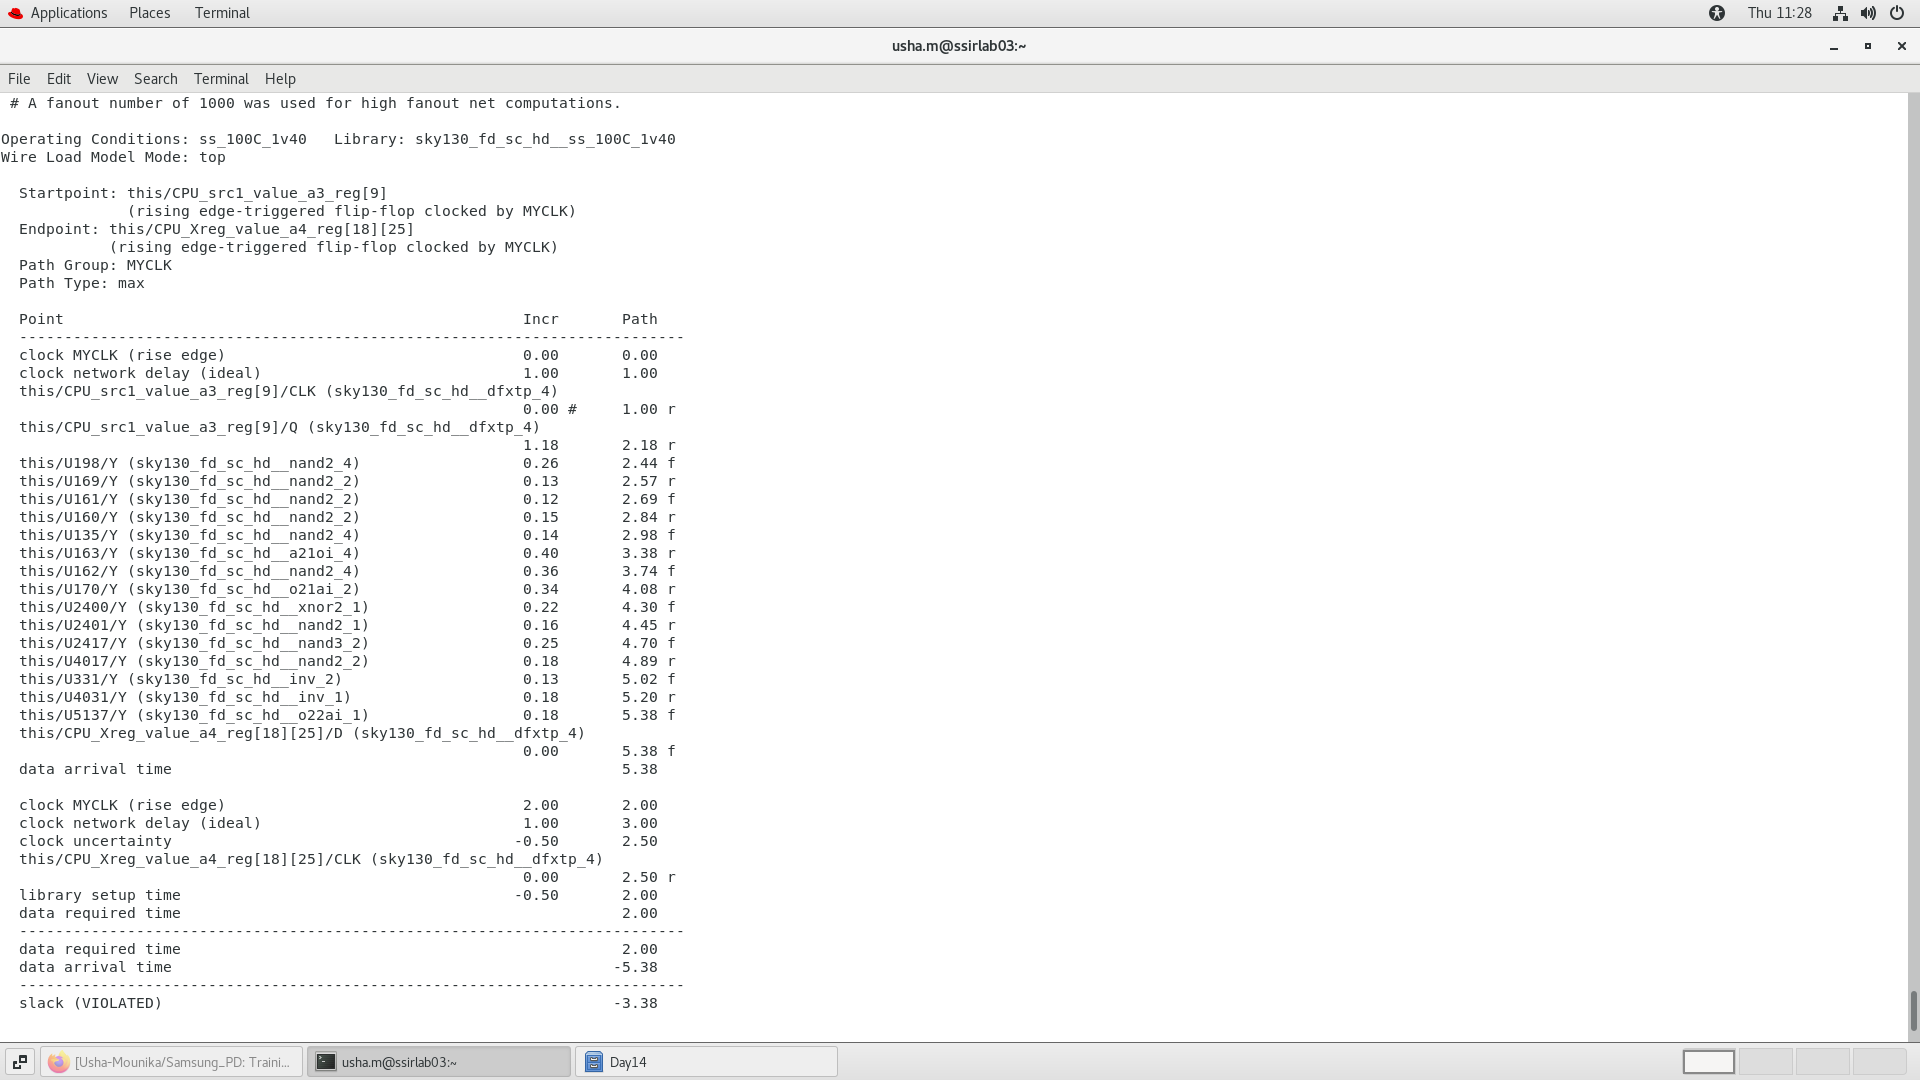 Applications Places Terminal Thu 11:28
usha.m@ssirlab03:~
File Edit View Search Terminal Help
# A fanout number of 1000 was used for high fanout net computations.
Operating Conditions: ss_100C_1v40 Library: sky130_fd_sc_hd__ss_100C_1v40
Wire Load Model Mode: top
Startpoint: this/CPU_src1_value_a3_reg[9]
(rising edge-triggered flip-flop clocked by MYCLK)
Endpoint: this/CPU_Xreg_value_a4_reg[18][25]
(rising edge-triggered flip-flop clocked by MYCLK)
Path Group: MYCLK
Path Type: max
Point Incr Path
--------------------------------------------------------------------------
clock MYCLK (rise edge) 0.00 0.00
clock network delay (ideal) 1.00 1.00
this/CPU_src1_value_a3_reg[9]/CLK (sky130_fd_sc_hd__dfxtp_4)
0.00 # 1.00 r
this/CPU_src1_value_a3_reg[9]/Q (sky130_fd_sc_hd__dfxtp_4)
1.18 2.18 r
this/U198/Y (sky130_fd_sc_hd__nand2_4) 0.26 2.44 f
this/U169/Y (sky130_fd_sc_hd__nand2_2) 0.13 2.57 r
this/U161/Y (sky130_fd_sc_hd__nand2_2) 0.12 2.69 f
this/U160/Y (sky130_fd_sc_hd__nand2_2) 0.15 2.84 r
this/U135/Y (sky130_fd_sc_hd__nand2_4) 0.14 2.98 f
this/U163/Y (sky130_fd_sc_hd__a21oi_4) 0.40 3.38 r
this/U162/Y (sky130_fd_sc_hd__nand2_4) 0.36 3.74 f
this/U170/Y (sky130_fd_sc_hd__o21ai_2) 0.34 4.08 r
this/U2400/Y (sky130_fd_sc_hd__xnor2_1) 0.22 4.30 f
this/U2401/Y (sky130_fd_sc_hd__nand2_1) 0.16 4.45 r
this/U2417/Y (sky130_fd_sc_hd__nand3_2) 0.25 4.70 f
this/U4017/Y (sky130_fd_sc_hd__nand2_2) 0.18 4.89 r
this/U331/Y (sky130_fd_sc_hd__inv_2) 0.13 5.02 f
this/U4031/Y (sky130_fd_sc_hd__inv_1) 0.18 5.20 r
this/U5137/Y (sky130_fd_sc_hd__o22ai_1) 0.18 5.38 f
this/CPU_Xreg_value_a4_reg[18][25]/D (sky130_fd_sc_hd__dfxtp_4)
0.00 5.38 f
data arrival time 5.38
clock MYCLK (rise edge) 2.00 2.00
clock network delay (ideal) 1.00 3.00
clock uncertainty -0.50 2.50
this/CPU_Xreg_value_a4_reg[18][25]/CLK (sky130_fd_sc_hd__dfxtp_4)
0.00 2.50 r
library setup time -0.50 2.00
data required time 2.00
--------------------------------------------------------------------------
data required time 2.00
data arrival time -5.38
--------------------------------------------------------------------------
slack (VIOLATED) -3.38
[Usha-Mounika/Samsung_PD: Traini... usha.m@ssirlab03:~ Day14